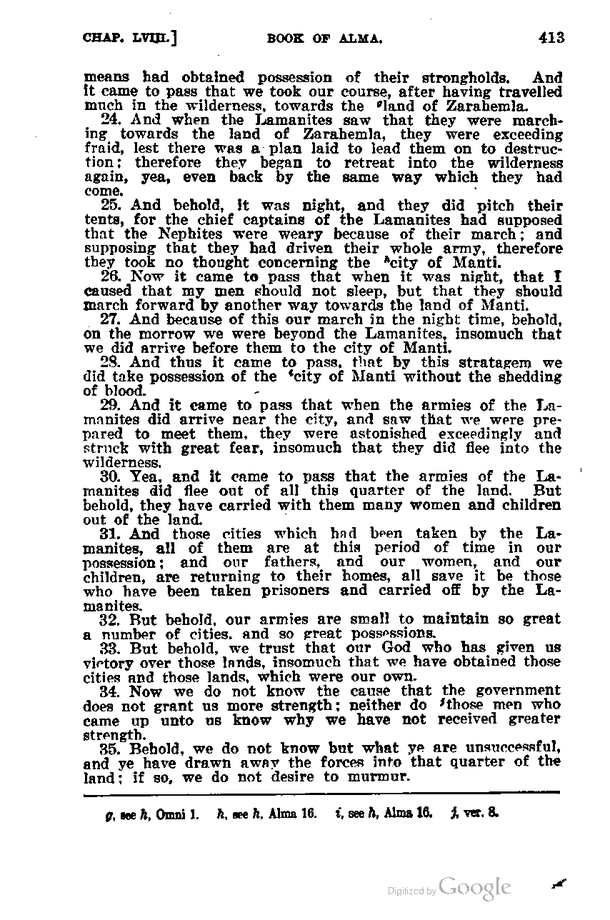 CHAP. LVIII.] BOOK OF ALMA. 413
means had obtained possession of their strongholds. And
it came to pass that we took our course, after having travelled
much in the wilderness, towards the gland of Zarahemla.
24. And when the Lamanites saw that they were march-
ing towards the land of Zarahemla, they were exceeding
fraid, lest there was a plan laid to lead them on to destruc-
tion; therefore they began to retreat into the wilderness
again, yea, even back by the same way which they had
come.
25. And behold, it was night, and they did pitch their
tents, for the chief captains of the Lamanites had supposed
that the Nephites were weary because of their march; and
supposing that they had driven their whole army, therefore
they took no thought concerning the hcity of Manti.
26. Now it came to pass that when it was night, that I
caused that my men should not sleep, but that they should
march forward by another way towards the land of Manti.
27. And because of this our march in the night time, behold,
on the morrow we were beyond the Lamanites, insomuch that
we did arrive before them to the city of Manti.
28. And thus it came to pass, that by this stratagem we
did take possession of the icity of Manti without the shedding
of blood.
29. And it came to pass that when the armies of the La-
manites did arrive near the city, and saw that we were pre-
pared to meet them, they were astonished exceedingly and
struck with great fear, insomuch that they did flee into the
wilderness.
30. Yea, and it came to pass that the armies of the La-
manites did flee out of all this quarter of the land. But
behold, they have carried with them many women and children
out of the land.
31. And those cities which had been taken by the La-
manites, all of them are at this period of time in our
possession; and our fathers, and our women, and our
children, are returning to their homes, all save it be those
who have been taken prisoners and carried off by the La-
manites.
32. But behold, our armies are small to maintain so great
a number of cities, and so great possessions.
33. But behold, we trust that our God who has given us
victory over those lands, insomuch that we have obtained those
cities and those lands, which were our own.
34. Now we do not know the cause that the government
does not grant us more strength; neither do jthose men who
came up unto us know why we have not received greater
strength.
35. Behold, we do not know but what ye are unsuccessful,
and ye have drawn away the forces into that quarter of the
land; if so, we do not desire to murmur.
g, see h, Omni 1. h, see h, Alma 16. i, see h, Alma 16. j, ver. 8.
Digitized by Google